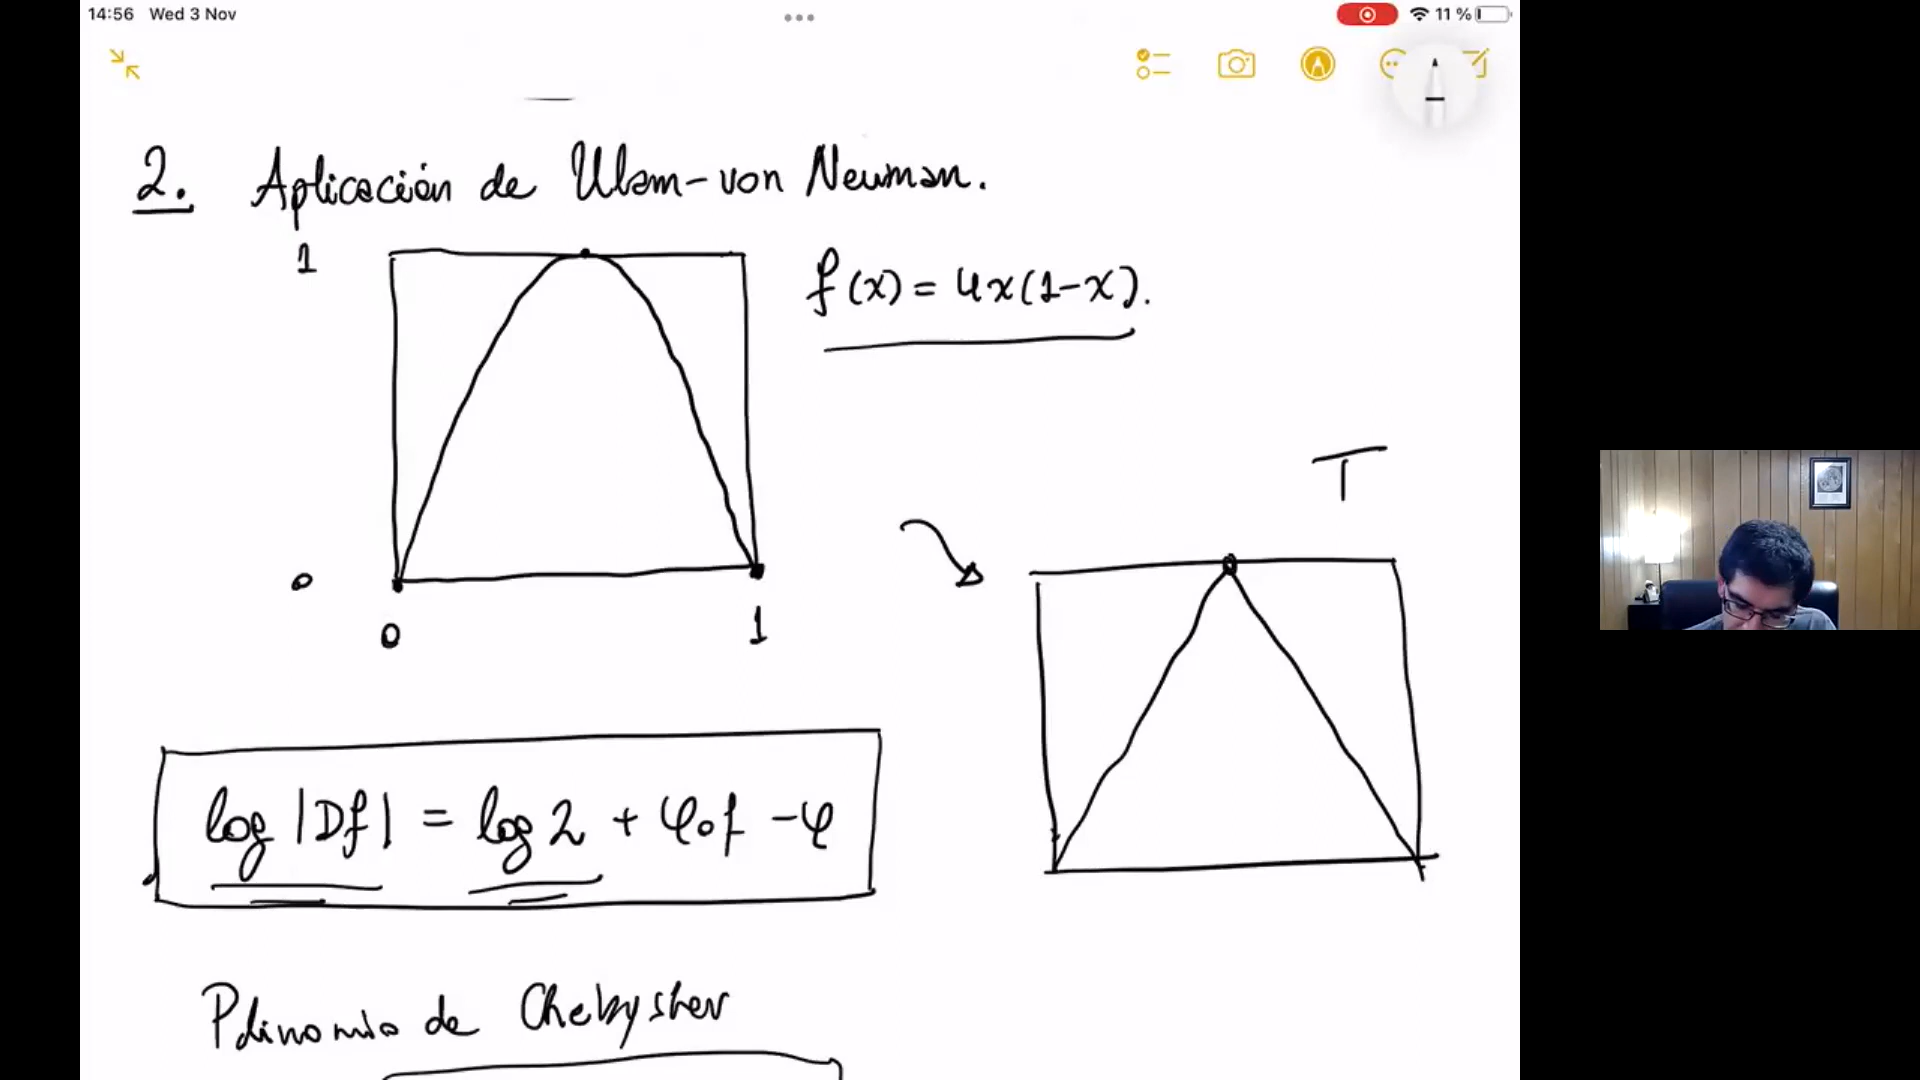 14:56 Wed 3 Nov
11 %
2. Aplicación de Ulam-von Neuman.
1
f(x) = 4x(1-x).
T
0
0 1
log |Df| = log 2 + φ∘f - φ
Polinomio de Chebyshev